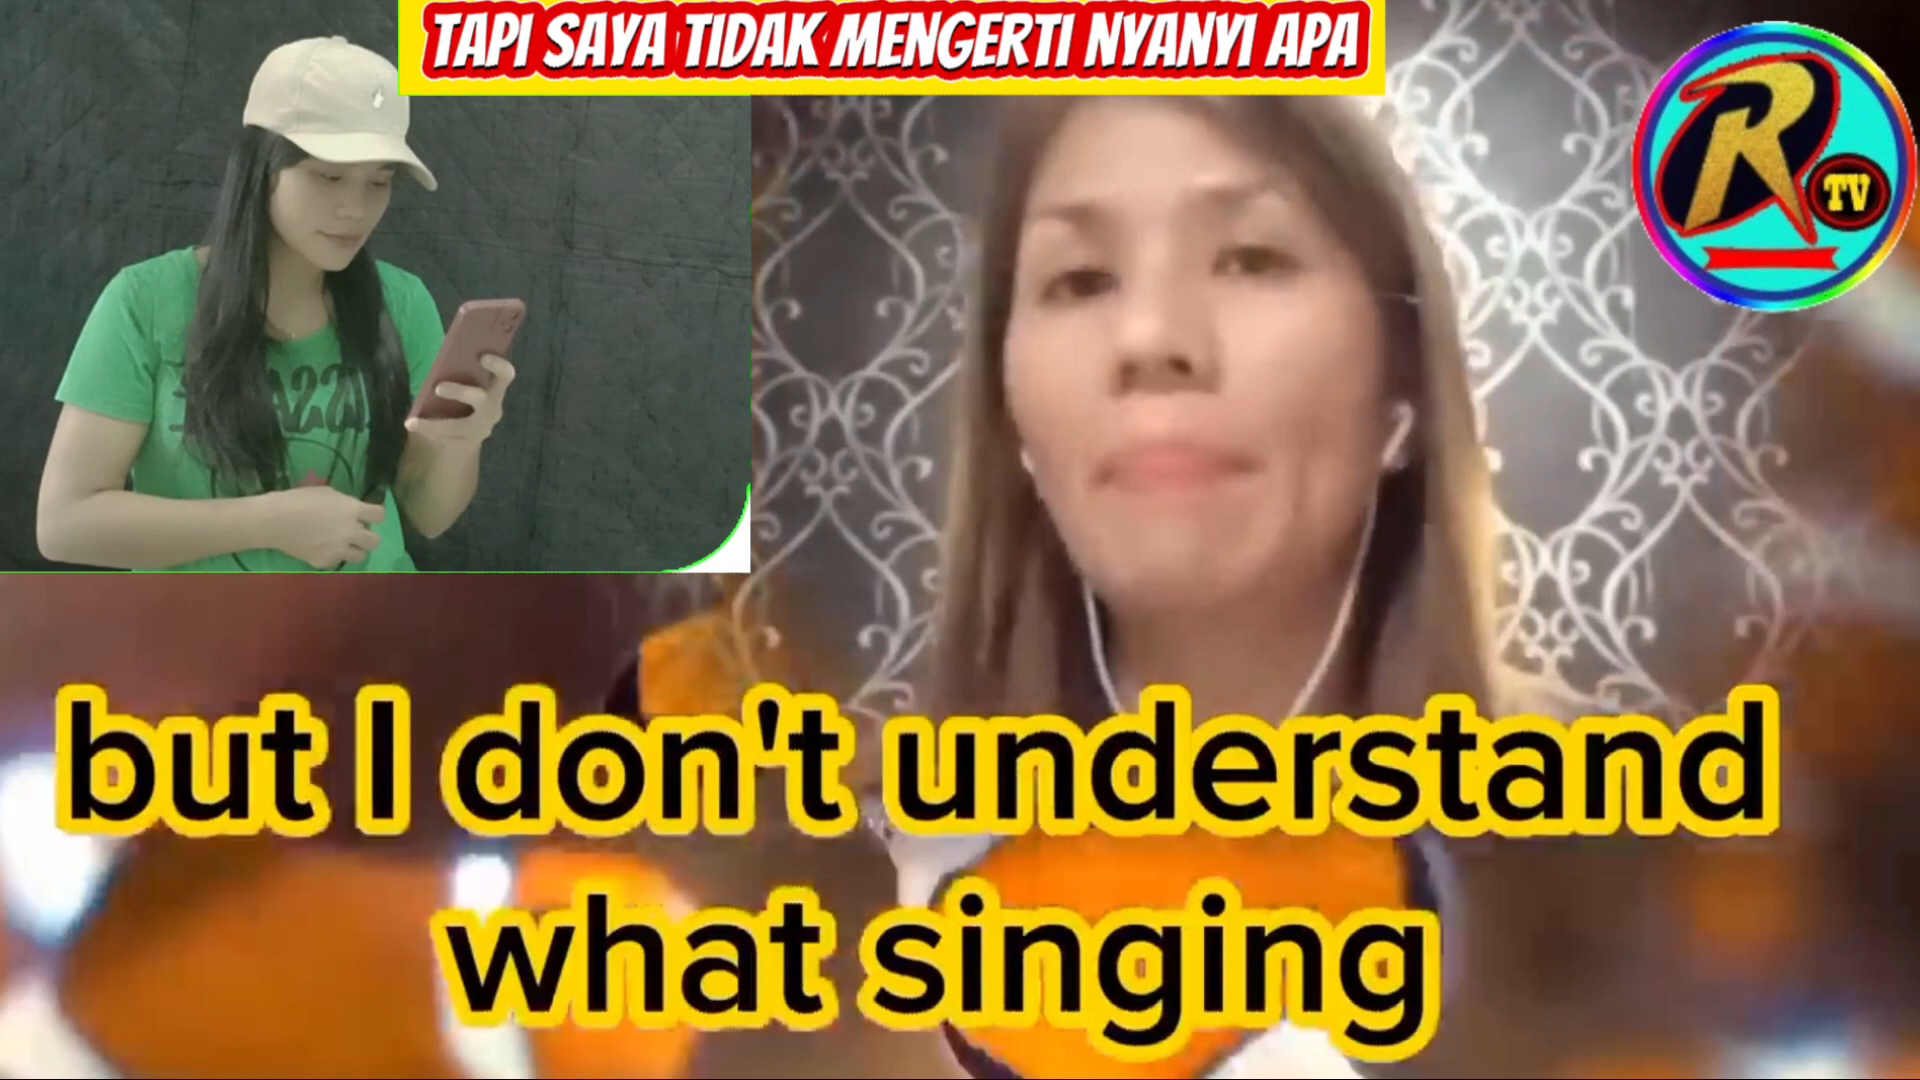 TAPI SAYA TIDAK MENGERTI NYANYI APA
R
TV
but I don't understand
what singing